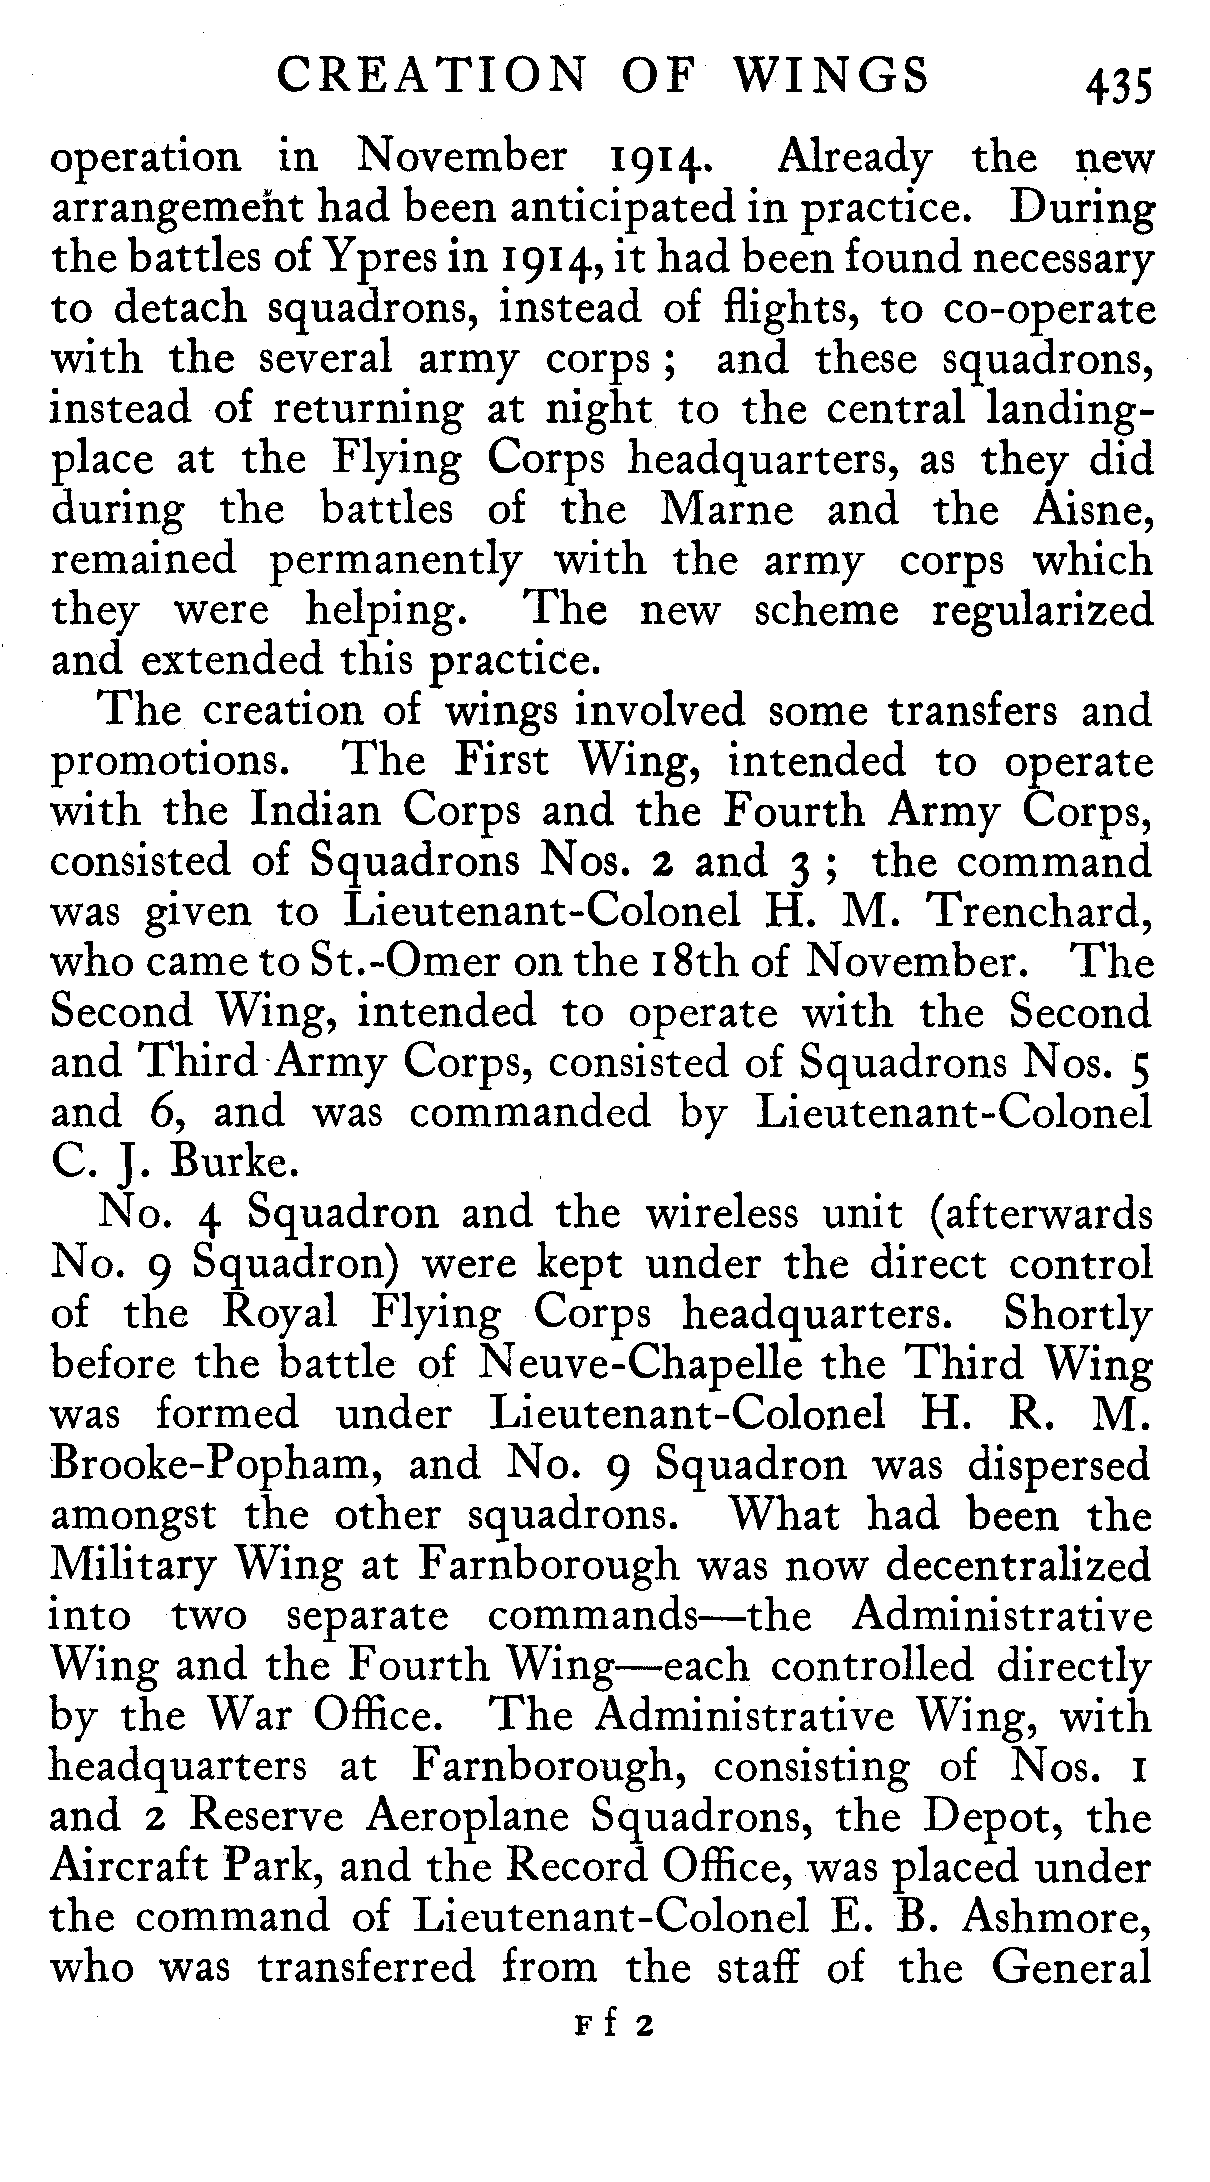 CREATION OF WINGS 435
operation in November 1914. Already the new
arrangement had been anticipated in practice. During
the battles of Ypres in 1914, it had been found necessary
to detach squadrons, instead of flights, to co-operate
with the several army corps ; and these squadrons,
instead of returning at night to the central landing-
place at the Flying Corps headquarters, as they did
during the battles of the Marne and the Aisne,
remained permanently with the army corps which
they were helping. The new scheme regularized
and extended this practice.
The creation of wings involved some transfers and
promotions. The First Wing, intended to operate
with the Indian Corps and the Fourth Army Corps,
consisted of Squadrons Nos. 2 and 3 ; the command
was given to Lieutenant-Colonel H. M. Trenchard,
who came to St.-Omer on the 18th of November. The
Second Wing, intended to operate with the Second
and Third Army Corps, consisted of Squadrons Nos. 5
and 6, and was commanded by Lieutenant-Colonel
C. J. Burke.
No. 4 Squadron and the wireless unit (afterwards
No. 9 Squadron) were kept under the direct control
of the Royal Flying Corps headquarters. Shortly
before the battle of Neuve-Chapelle the Third Wing
was formed under Lieutenant-Colonel H. R. M.
Brooke-Popham, and No. 9 Squadron was dispersed
amongst the other squadrons. What had been the
Military Wing at Farnborough was now decentralized
into two separate commands—the Administrative
Wing and the Fourth Wing—each controlled directly
by the War Office. The Administrative Wing, with
headquarters at Farnborough, consisting of Nos. 1
and 2 Reserve Aeroplane Squadrons, the Depot, the
Aircraft Park, and the Record Office, was placed under
the command of Lieutenant-Colonel E. B. Ashmore,
who was transferred from the staff of the General
F f 2